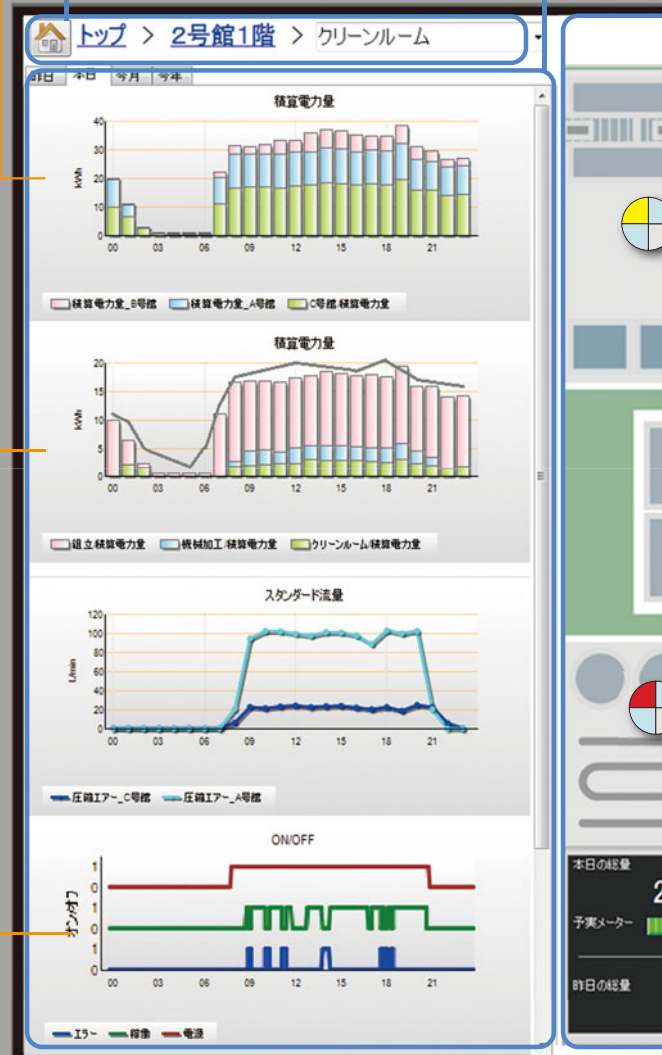 トップ > 2号館1階 > クリーンルーム
昨日 本日 今月 今年
積算電力量
kWh
40
30
20
10
0
00 03 06 09 12 15 18 21
積算電力量_B号館 積算電力量_A号館 C号館.積算電力量
積算電力量
kWh
20
15
10
5
0
00 03 06 09 12 15 18 21
組立.積算電力量 機械加工.積算電力量 クリーンルーム.積算電力量
スタンダード流量
L/min
120
100
80
60
40
20
0
00 03 06 09 12 15 18 21
圧縮エアー_C号館 圧縮エアー_A号館
ON/OFF
オン/オフ
1
0
1
0
1
0
00 03 06 09 12 15 18 21
エラー 稼働 電源
本日の総量
2
予実メーター
昨日の総量